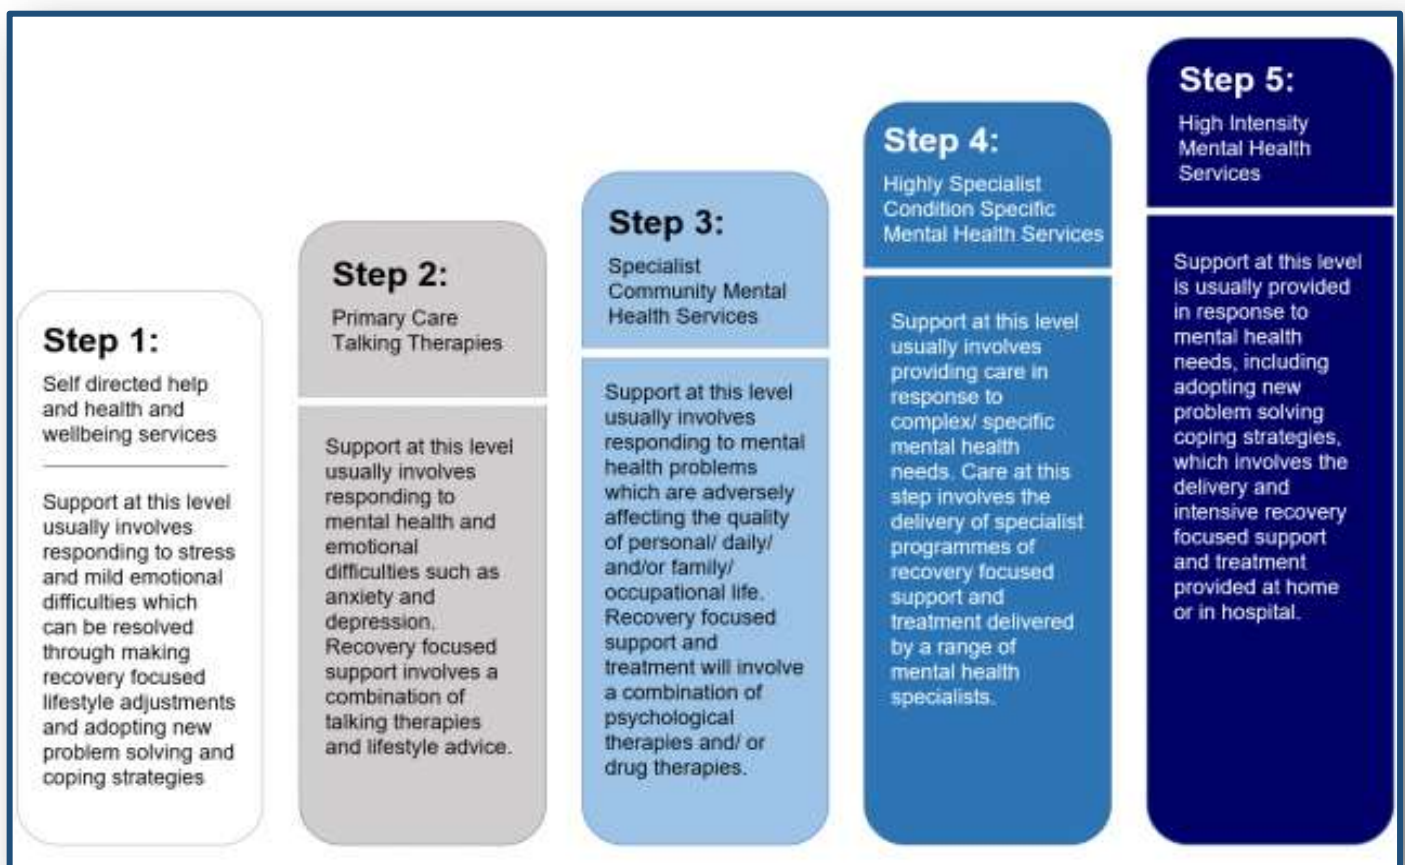 Step 1:
Self directed help
and health and
wellbeing services
Support at this level
usually involves
responding to stress
and mild emotional
difficulties which
can be resolved
through making
recovery focused
lifestyle adjustments
and adopting new
problem solving and
coping strategies
Step 2:
Primary Care
Talking Therapies
Support at this level
usually involves
responding to
mental health and
emotional
difficulties such as
anxiety and
depression.
Recovery focused
support involves a
combination of
talking therapies
and lifestyle advice.
Step 3:
Specialist
Community Mental
Health Services
Support at this level
usually involves
responding to mental
health problems
which are adversely
affecting the quality
of personal/ daily/
and/or family/
occupational life.
Recovery focused
support and
treatment will involve
a combination of
psychological
therapies and/ or
drug therapies.
Step 4:
Highly Specialist
Condition Specific
Mental Health Services
Support at this level
usually involves
providing care in
response to
complex/ specific
mental health
needs. Care at this
step involves the
delivery of specialist
programmes of
recovery focused
support and
treatment delivered
by a range of
mental health
specialists.
Step 5:
High Intensity
Mental Health
Services
Support at this level
is usually provided
in response to
mental health
needs, including
adopting new
problem solving
coping strategies,
which involves the
delivery and
intensive recovery
focused support
and treatment
provided at home
or in hospital.